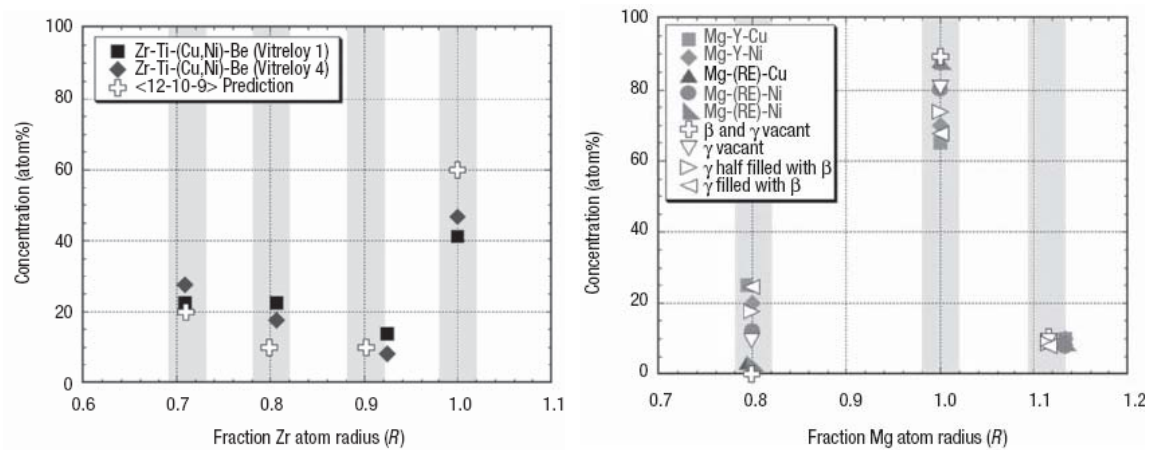 100
80
60
40
20
0
Concentration (atom%)
Zr-Ti-(Cu,Ni)-Be (Vitreloy 1)
Zr-Ti-(Cu,Ni)-Be (Vitreloy 4)
<12-10-9> Prediction
0.6 0.7 0.8 0.9 1.0 1.1
Fraction Zr atom radius (R)
100
80
60
40
20
0
Concentration (atom%)
Mg-Y-Cu
Mg-Y-Ni
Mg-(RE)-Cu
Mg-(RE)-Ni
Mg-(RE)-Ni
β and γ vacant
γ vacant
γ half filled with β
γ filled with β
0.7 0.8 0.9 1.0 1.1 1.2
Fraction Mg atom radius (R)